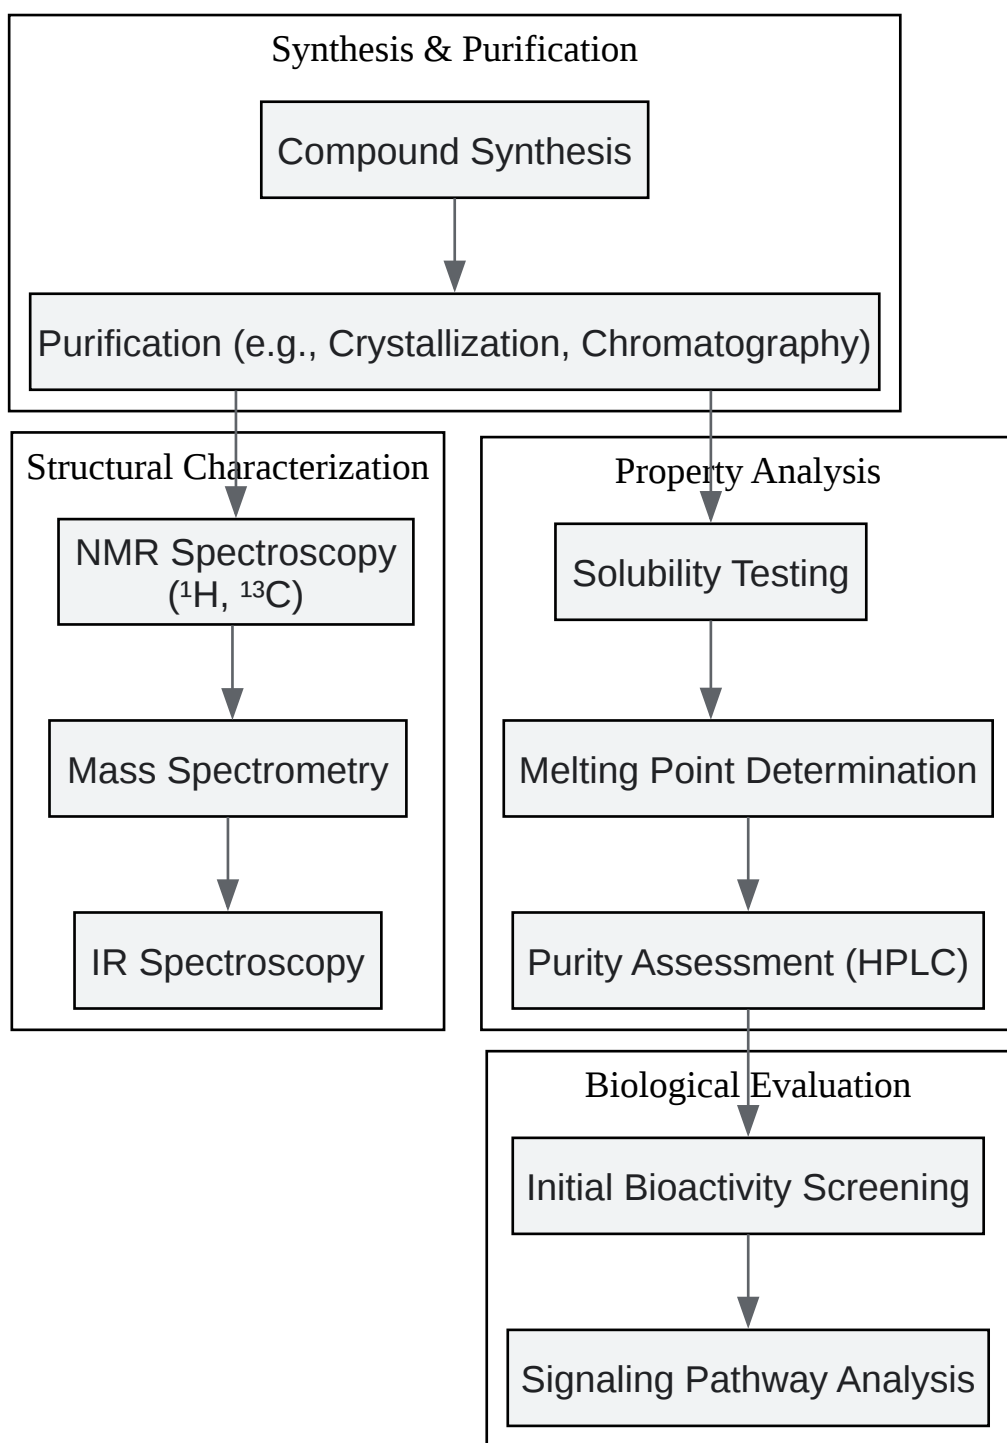 Synthesis & Purification
Compound Synthesis
Purification (e.g., Crystallization, Chromatography)
Structural Characterization
NMR Spectroscopy
(¹H, ¹³C)
Mass Spectrometry
IR Spectroscopy
Property Analysis
Solubility Testing
Melting Point Determination
Purity Assessment (HPLC)
Biological Evaluation
Initial Bioactivity Screening
Signaling Pathway Analysis